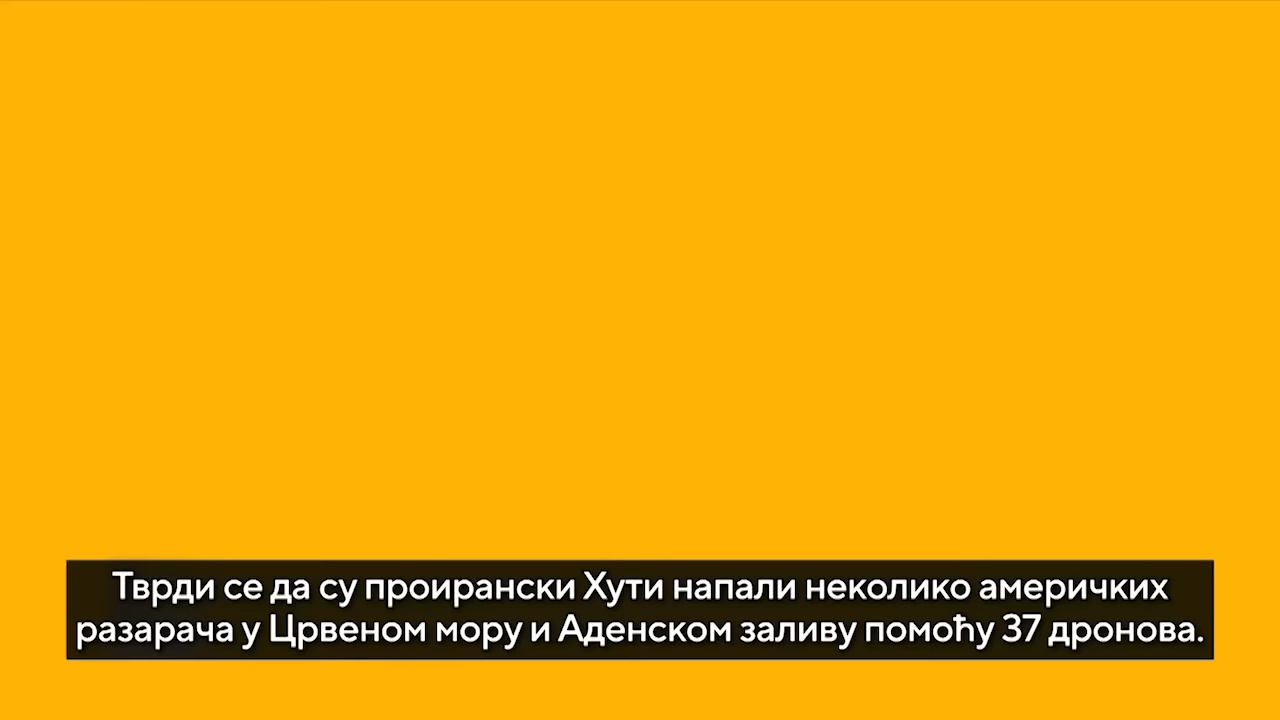 Тврди се да су проирански Хути напали неколико америчких
разарача у Црвеном мору и Аденском заливу помоћу 37 дронова.